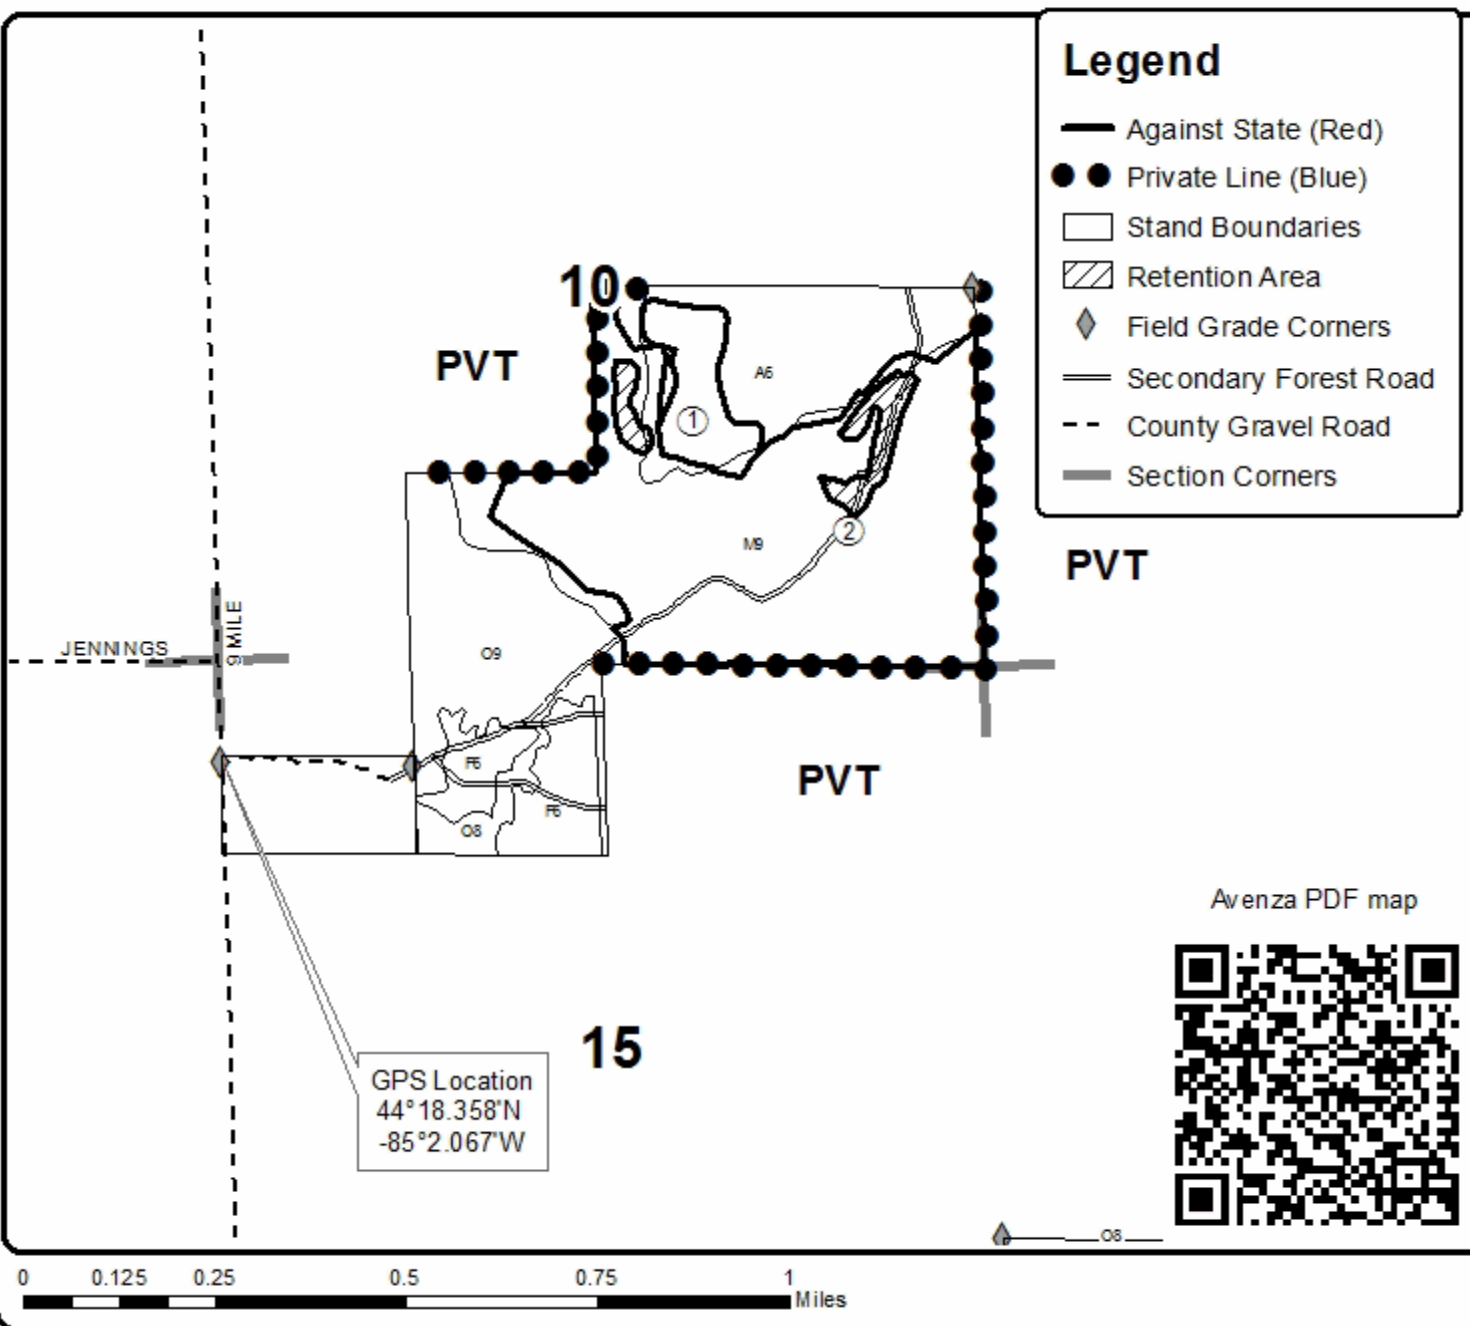 Legend
Against State (Red)
Private Line (Blue)
Stand Boundaries
Retention Area
Field Grade Corners
Secondary Forest Road
County Gravel Road
Section Corners
10
PVT
A6
1
2
M9
PVT
JENNINGS
9 MILE
O9
F6
F6
O8
PVT
Avenza PDF map
15
GPS Location
44°18.358'N
-85°2.067'W
O8
0 0.125 0.25 0.5 0.75 1
Miles